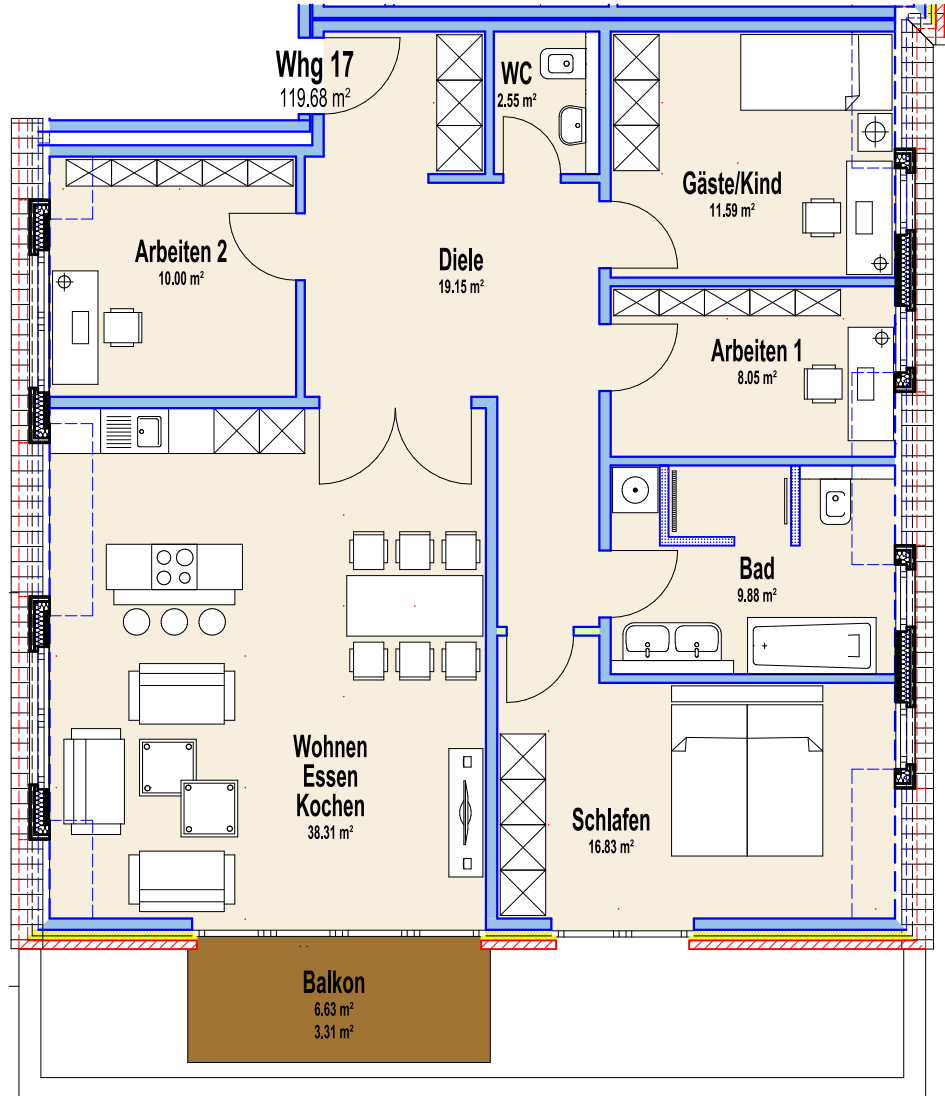 Whg 17
119.68 m²
WC
2.55 m²
Gäste/Kind
11.59 m²
Arbeiten 2
10.00 m²
Diele
19.15 m²
Arbeiten 1
8.05 m²
Bad
9.88 m²
Wohnen
Essen
Kochen
38.31 m²
Schlafen
16.83 m²
Balkon
6.63 m²
3.31 m²